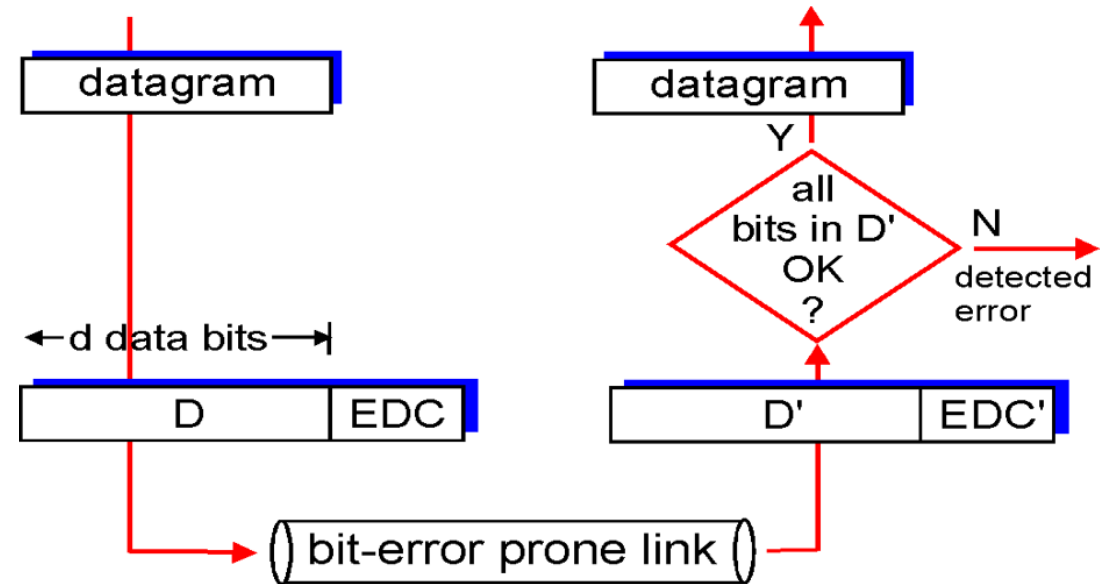 datagram
d data bits
D EDC
bit-error prone link
D' EDC'
all
bits in D'
OK
?
Y
N
detected
error
datagram